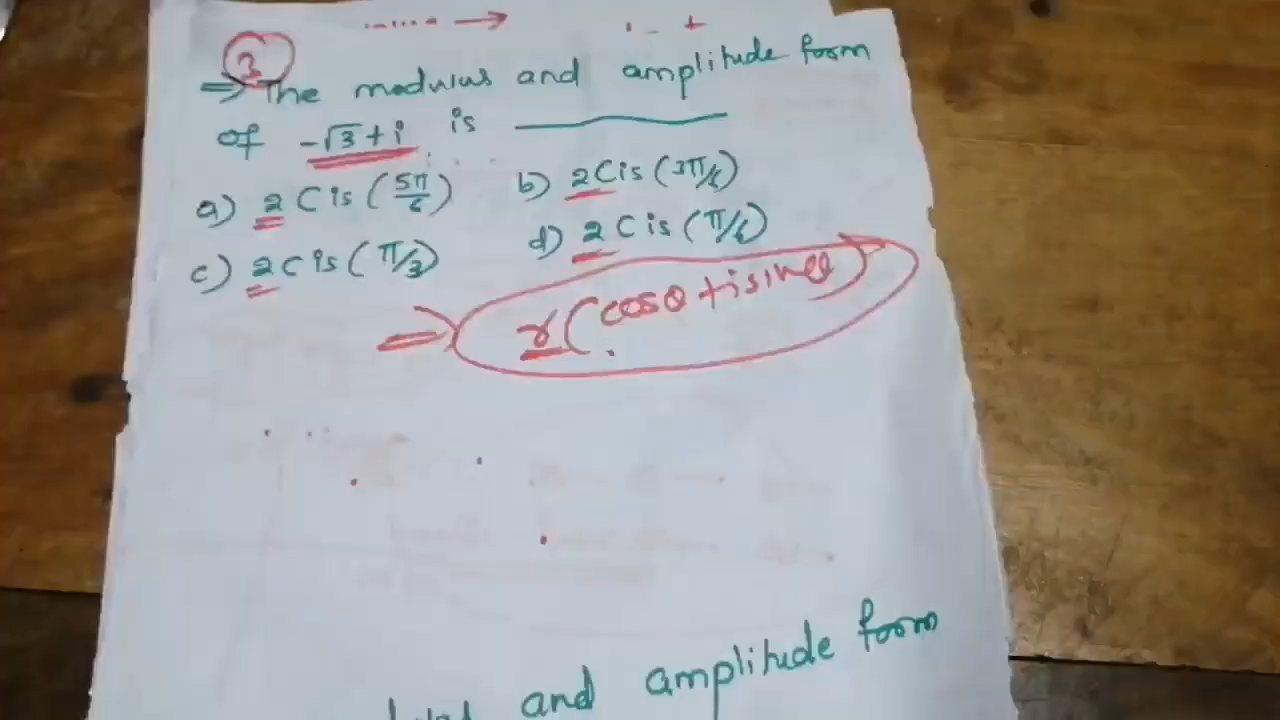 3
⇒ The modulus and amplitude form
of -√3+i is ______
a) 2 Cis (5π/6) b) 2 Cis (3π/4)
c) 2 Cis (π/3) d) 2 Cis (π/6)
⇒ r(cosθ+isinθ)
and amplitude form